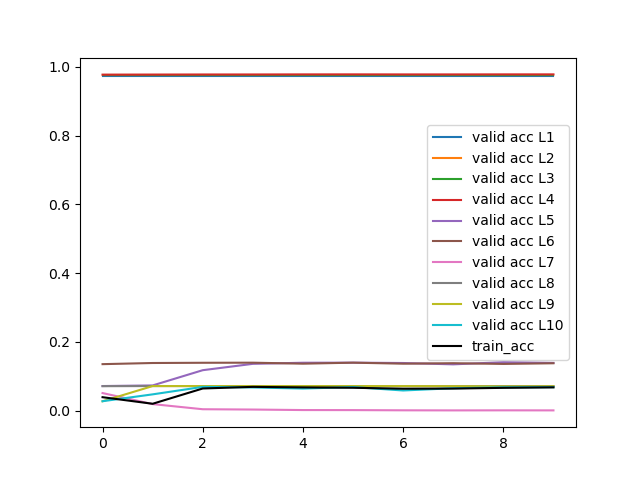 1.0
0.8
0.6
0.4
0.2
0.0
0
2
4
6
8
valid acc L1
valid acc L2
valid acc L3
valid acc L4
valid acc L5
valid acc L6
valid acc L7
valid acc L8
valid acc L9
valid acc L10
train_acc